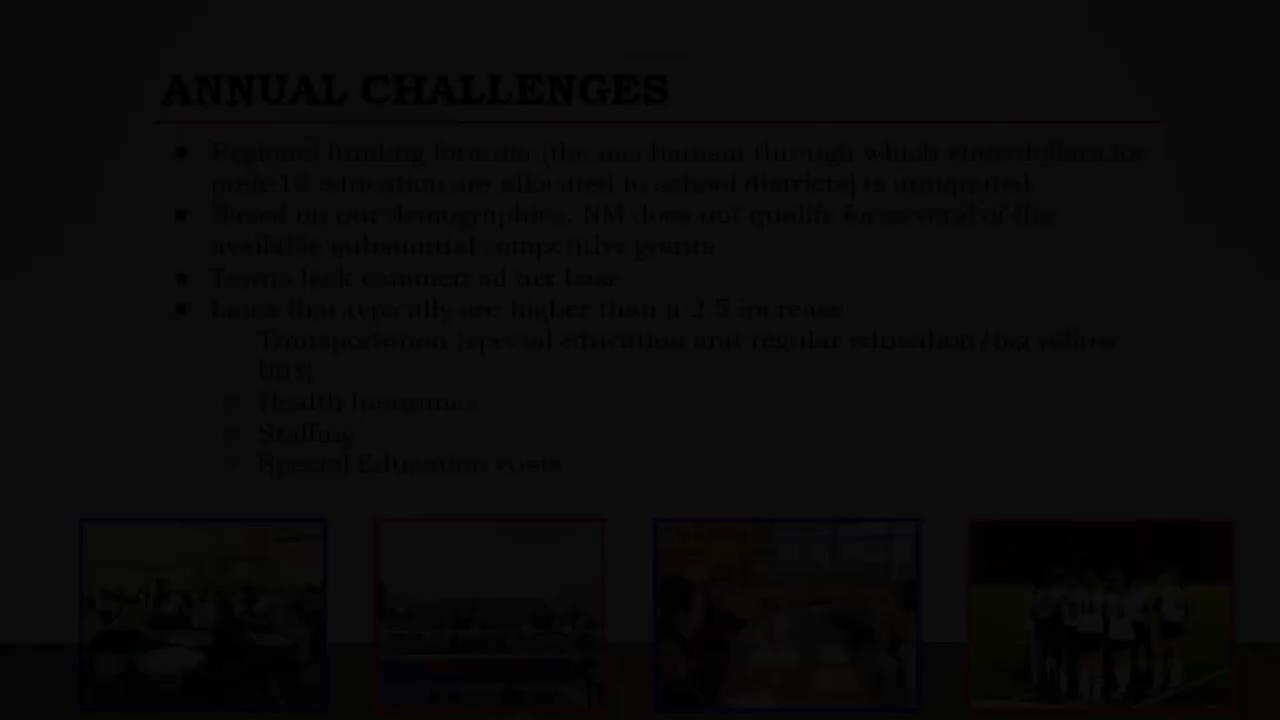 ANNUAL CHALLENGES
● Regional funding formula (the mechanism through which state dollars for
prek-12 education are allocated to school districts) is antiquated
● Based on our demographics, NM does not qualify for several of the
available substantial competitive grants
● Towns lack commercial tax base
● Lines that typically are higher than a 2.5 increase
Transportation (special education and regular education/big yellow
bus)
○ Health Insurance
○ Staffing
○ Special Education costs